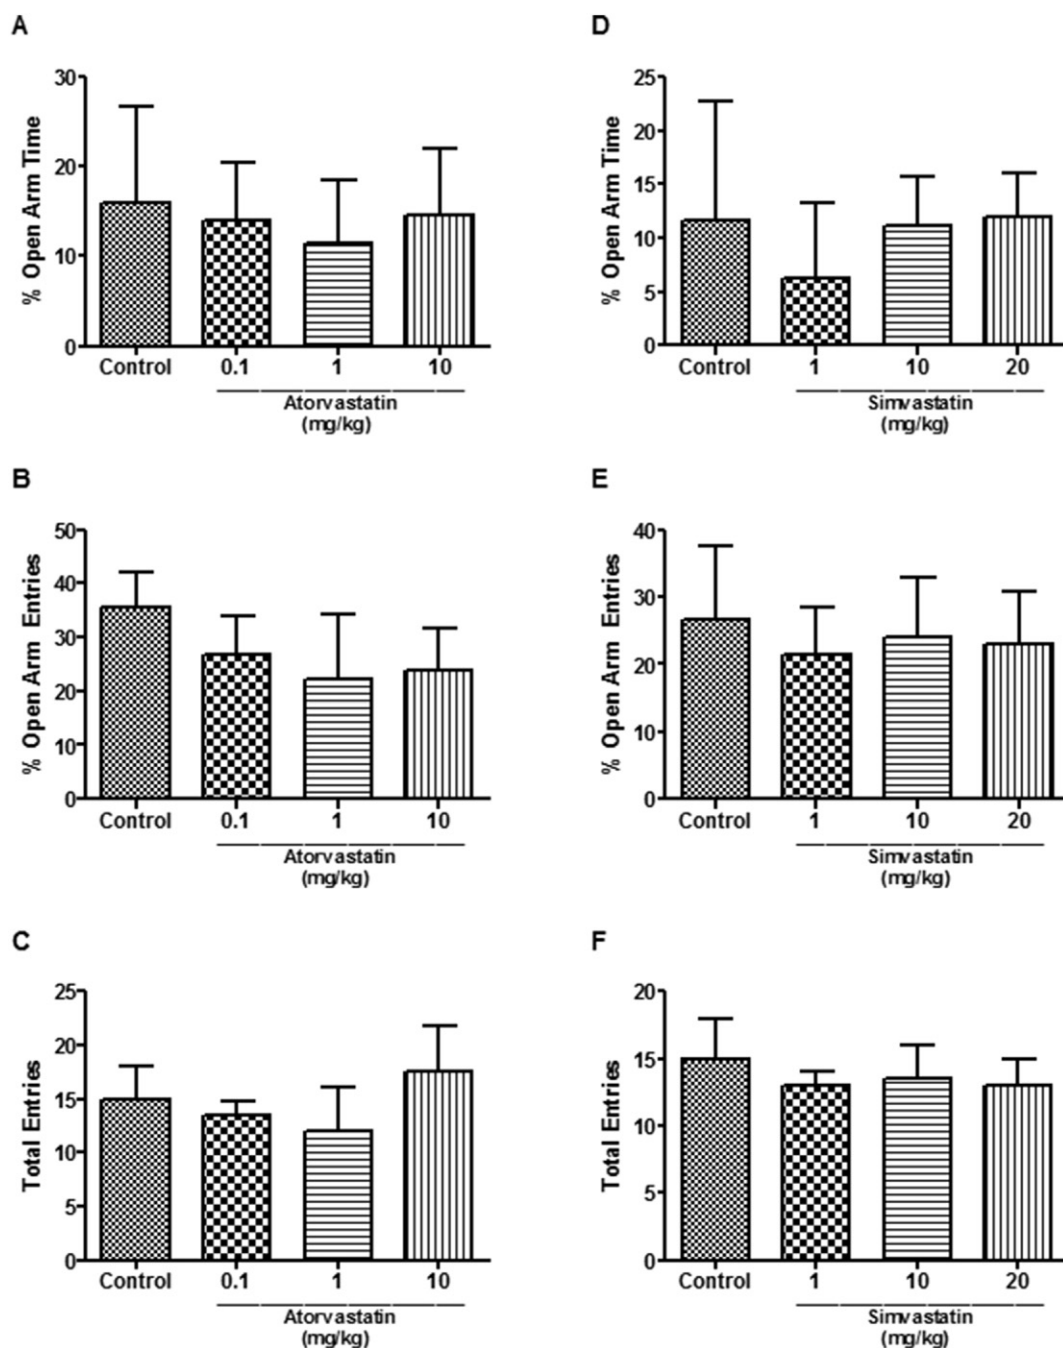 A
% Open Arm Time
30
20
10
0
Control 0.1 1 10
Atorvastatin
(mg/kg)
D
% Open Arm Time
25
20
15
10
5
0
Control 1 10 20
Simvastatin
(mg/kg)
B
% Open Arm Entries
50
40
30
20
10
0
Control 0.1 1 10
Atorvastatin
(mg/kg)
E
% Open Arm Entries
40
30
20
10
0
Control 1 10 20
Simvastatin
(mg/kg)
C
Total Entries
25
20
15
10
5
0
Control 0.1 1 10
Atorvastatin
(mg/kg)
F
Total Entries
20
15
10
5
0
Control 1 10 20
Simvastatin
(mg/kg)